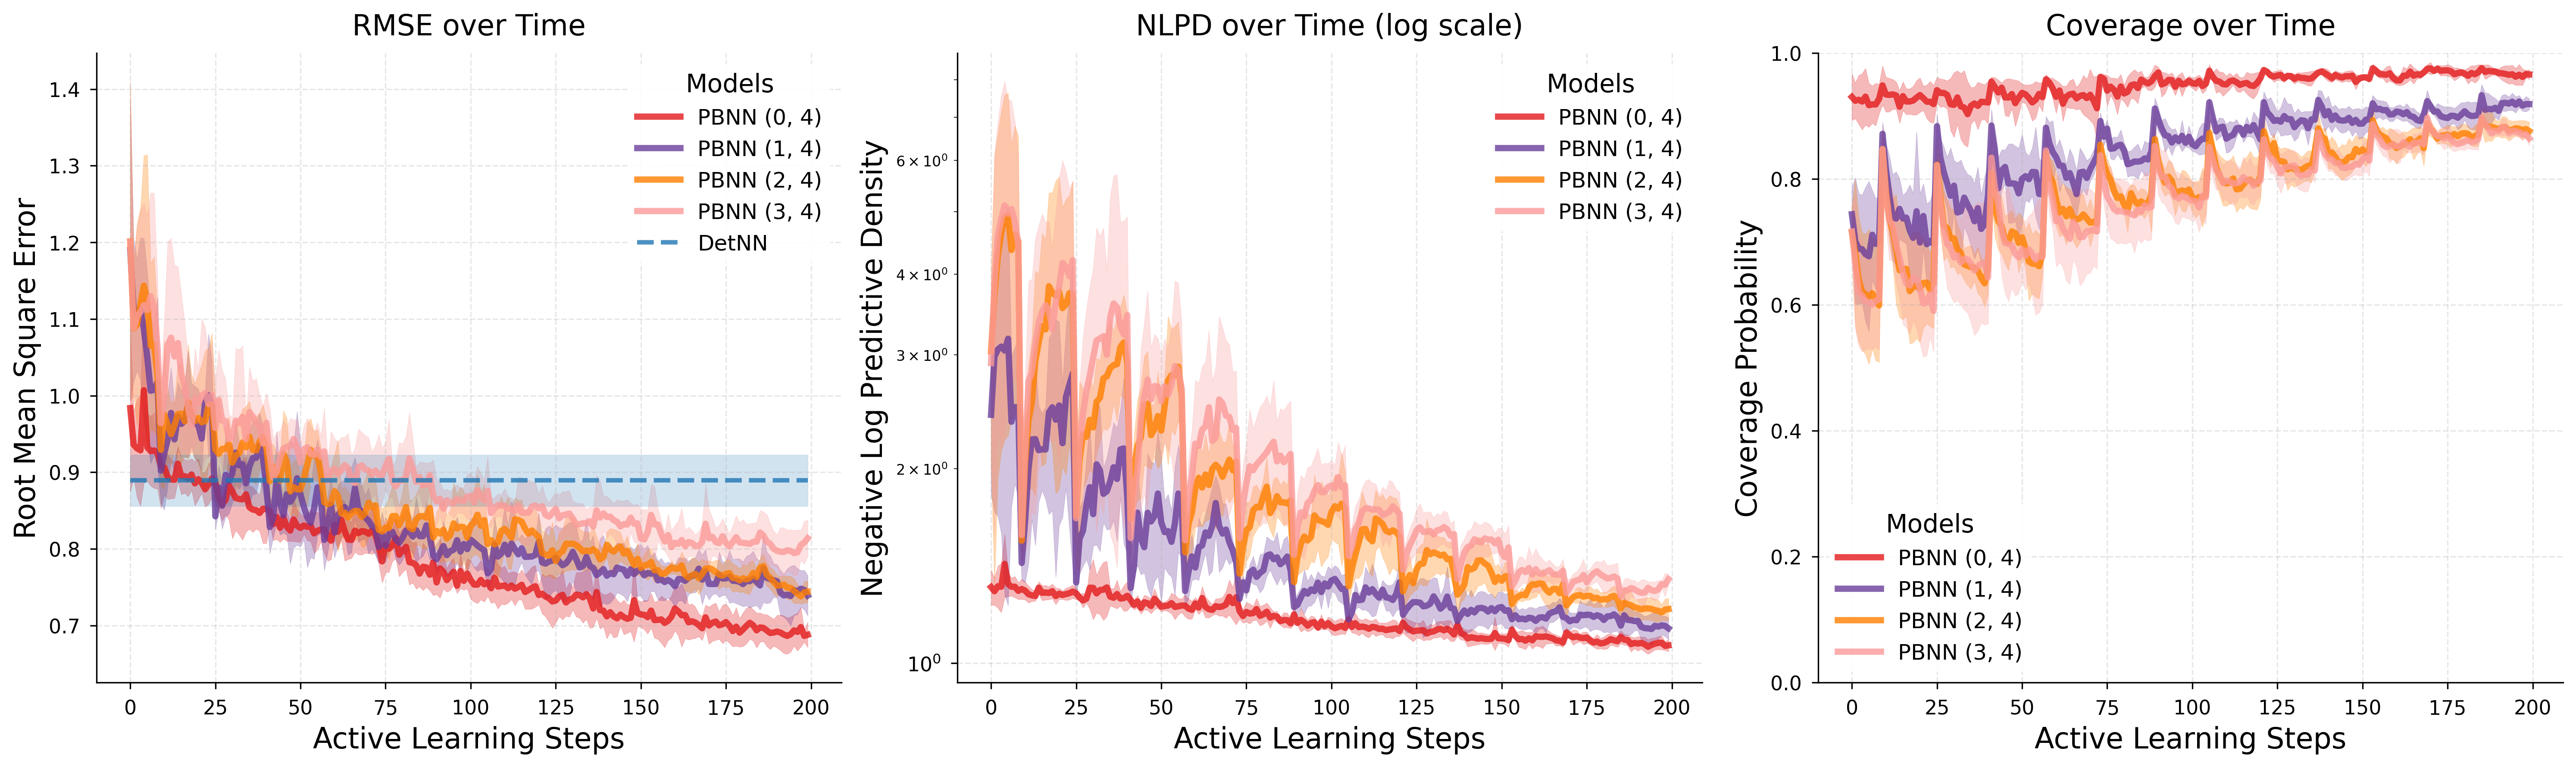 RMSE over Time
Root Mean Square Error
1.4
1.3
1.2
1.1
1.0
0.9
0.8
0.7
0 25 50 75 100 125 150 175 200
Active Learning Steps
Models
PBNN (0, 4)
PBNN (1, 4)
PBNN (2, 4)
PBNN (3, 4)
DetNN
NLPD over Time (log scale)
Negative Log Predictive Density
6 × 10⁰
4 × 10⁰
3 × 10⁰
2 × 10⁰
10⁰
0 25 50 75 100 125 150 175 200
Active Learning Steps
Models
PBNN (0, 4)
PBNN (1, 4)
PBNN (2, 4)
PBNN (3, 4)
Coverage over Time
Coverage Probability
1.0
0.8
0.6
0.4
0.2
0.0
0 25 50 75 100 125 150 175 200
Active Learning Steps
Models
PBNN (0, 4)
PBNN (1, 4)
PBNN (2, 4)
PBNN (3, 4)